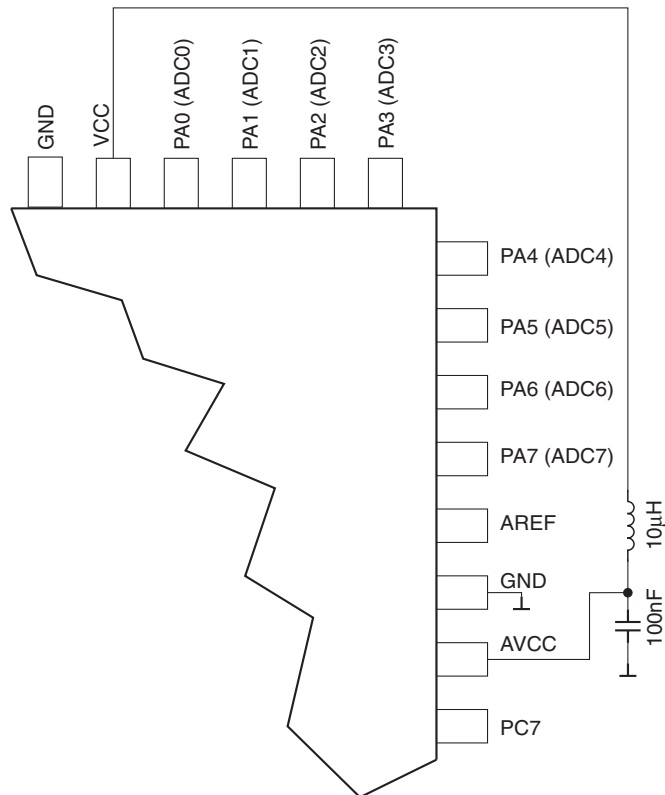 GND
VCC
PA0 (ADC0)
PA1 (ADC1)
PA2 (ADC2)
PA3 (ADC3)
PA4 (ADC4)
PA5 (ADC5)
PA6 (ADC6)
PA7 (ADC7)
AREF
10μH
GND
100nF
AVCC
PC7